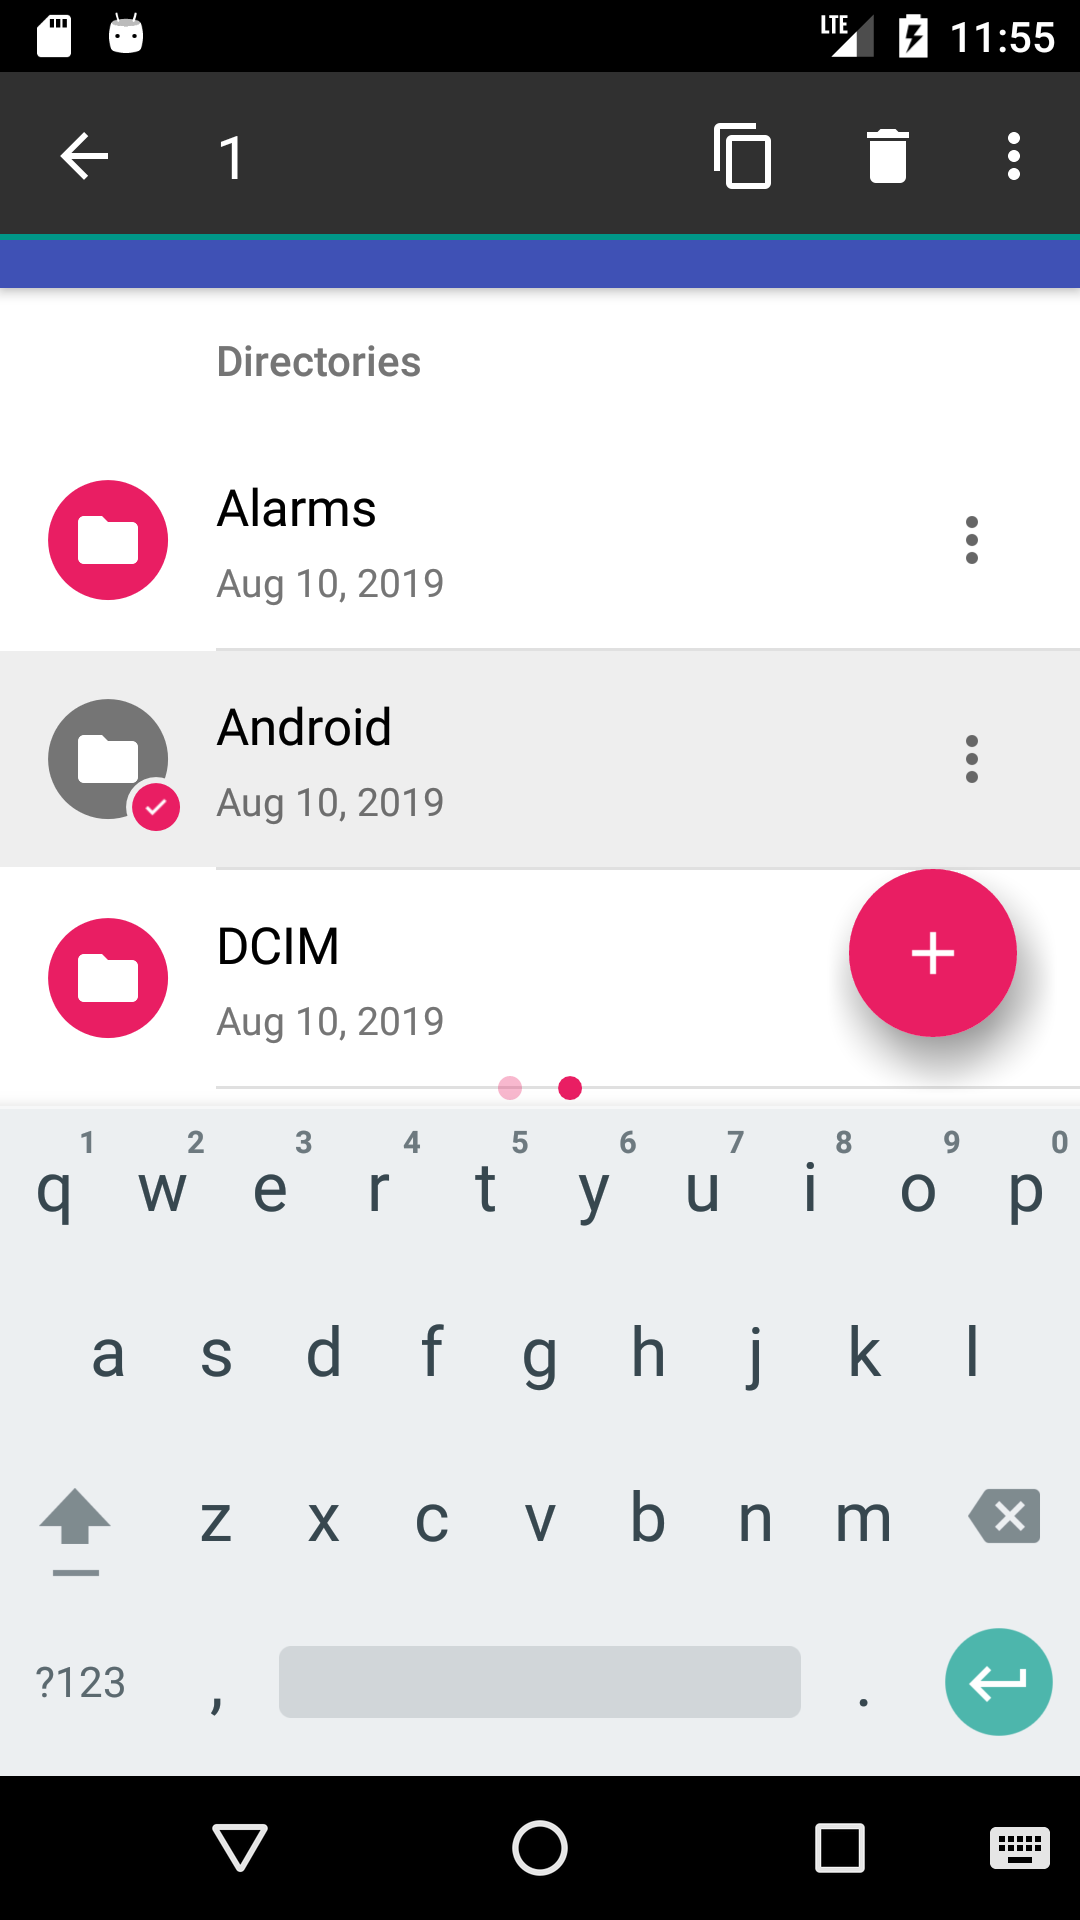 LTE 11:55
1
Directories
Alarms
Aug 10, 2019
Android
Aug 10, 2019
DCIM
Aug 10, 2019
1 2 3 4 5 6 7 8 9 0
q w e r t y u i o p
a s d f g h j k l
z x c v b n m
?123 , .